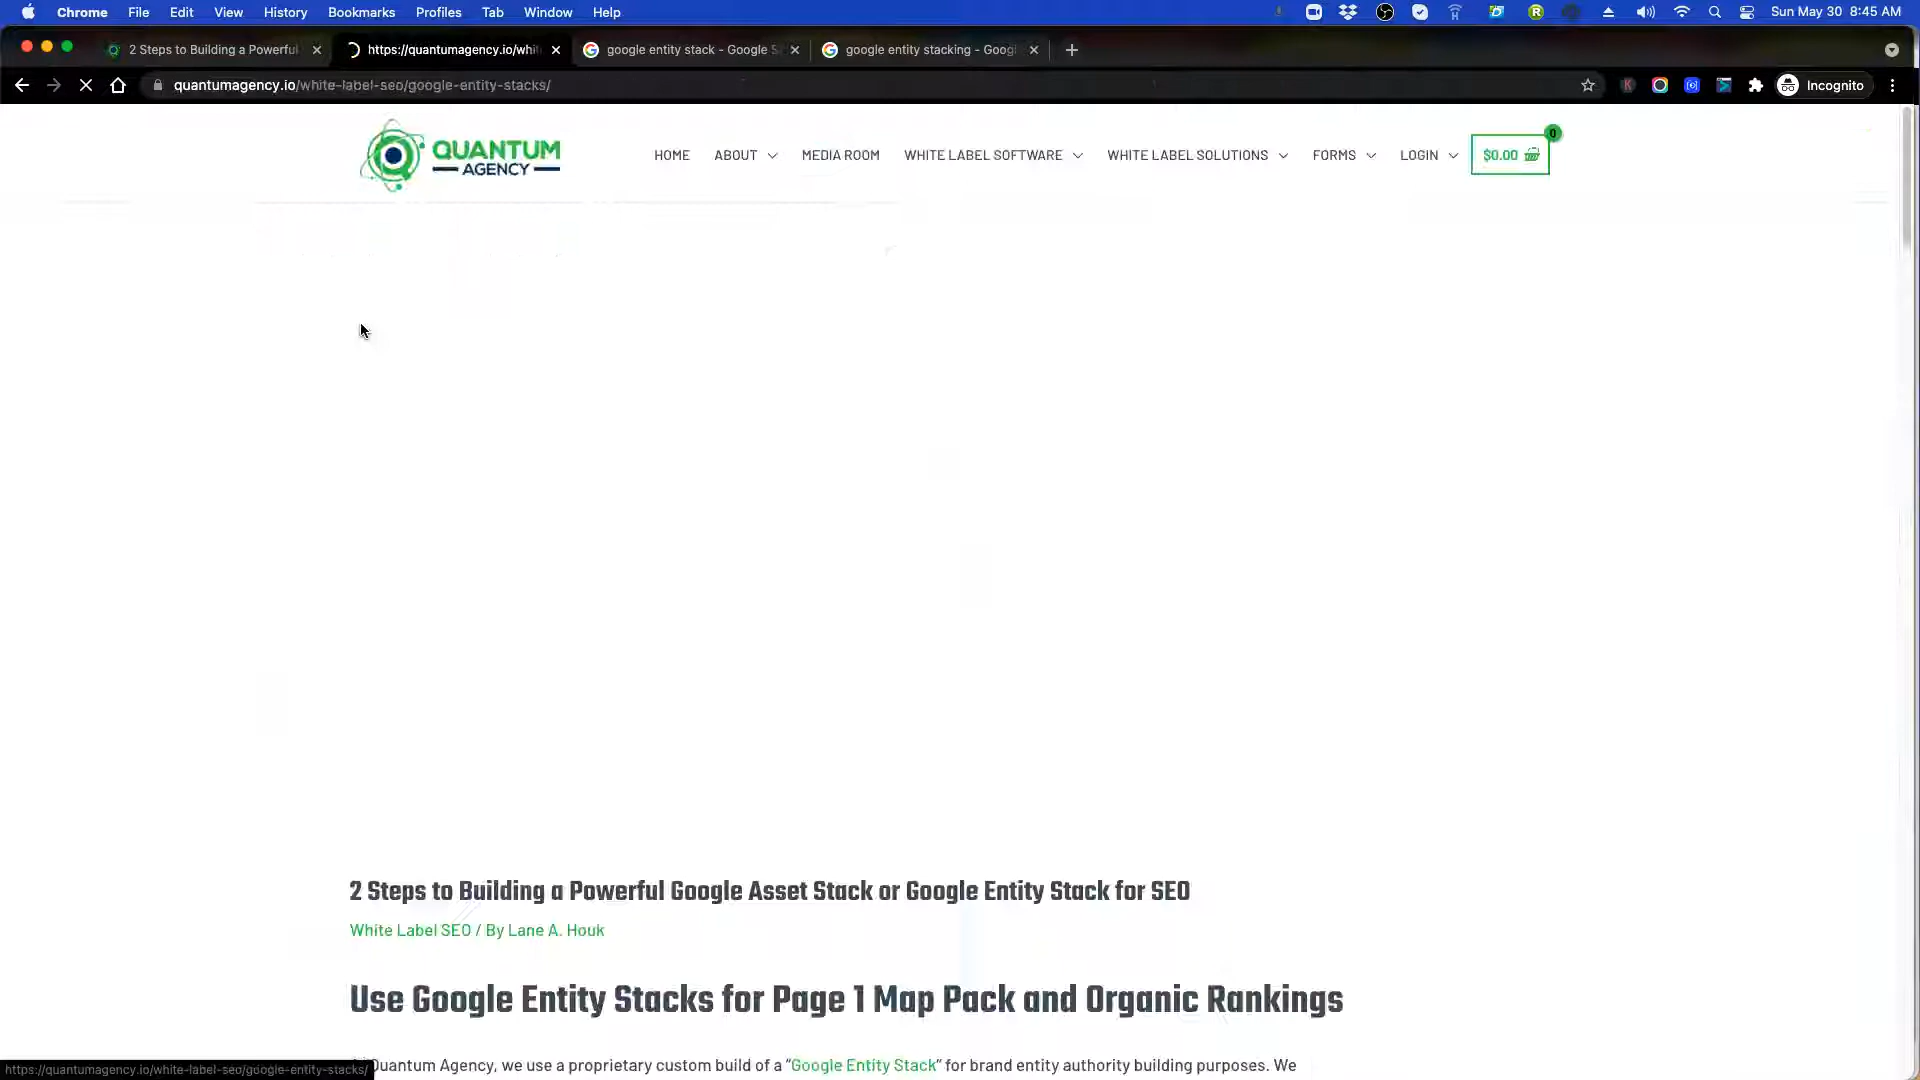 Chrome File Edit View History Bookmarks Profiles Tab Window Help Sun May 30 8:45 AM
2 Steps to Building a Powerful https://quantumagency.io/whit google entity stack - Google S google entity stacking - Goog
quantumagency.io/white-label-seo/google-entity-stacks/ Incognito
QUANTUM
AGENCY
HOME ABOUT MEDIA ROOM WHITE LABEL SOFTWARE WHITE LABEL SOLUTIONS FORMS LOGIN $0.00 0
2 Steps to Building a Powerful Google Asset Stack or Google Entity Stack for SEO
White Label SEO / By Lane A. Houk
Use Google Entity Stacks for Page 1 Map Pack and Organic Rankings
Quantum Agency, we use a proprietary custom build of a “Google Entity Stack” for brand entity authority building purposes. We
https://quantumagency.io/white-label-seo/google-entity-stacks/